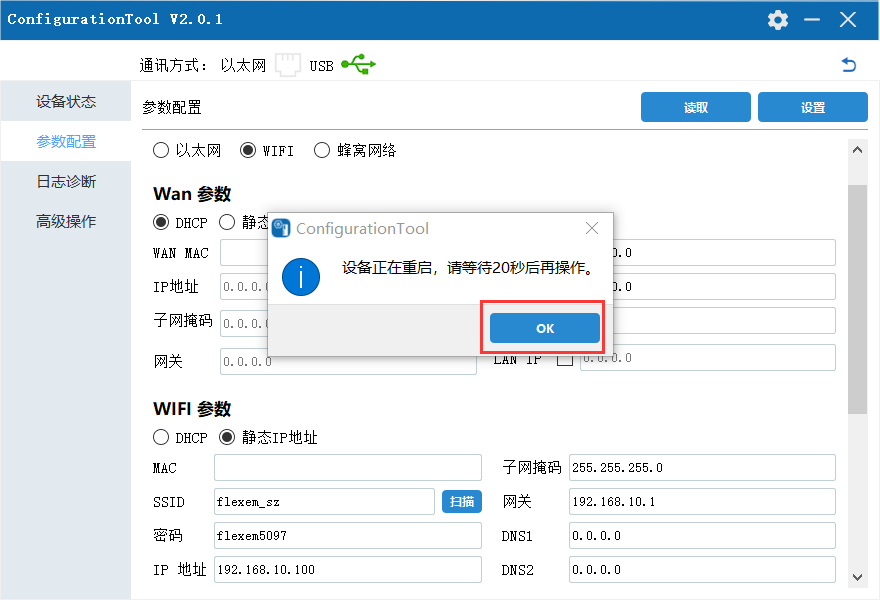 ConfigurationTool V2.0.1
通讯方式： 以太网 USB
设备状态
参数配置
日志诊断
高级操作
参数配置 读取 设置
以太网 WIFI 蜂窝网络
Wan 参数
DHCP 静态
ConfigurationTool
设备正在重启，请等待20秒后再操作。
OK
WAN MAC 0.0
IP地址 0.0.0.0 0.0
子网掩码 0.0.0.
网关 0.0.0.0 LAN IP 0.0.0.0
WIFI 参数
DHCP 静态IP地址
MAC 子网掩码 255.255.255.0
SSID flexem_sz 扫描 网关 192.168.10.1
密码 flexem5097 DNS1 0.0.0.0
IP 地址 192.168.10.100 DNS2 0.0.0.0